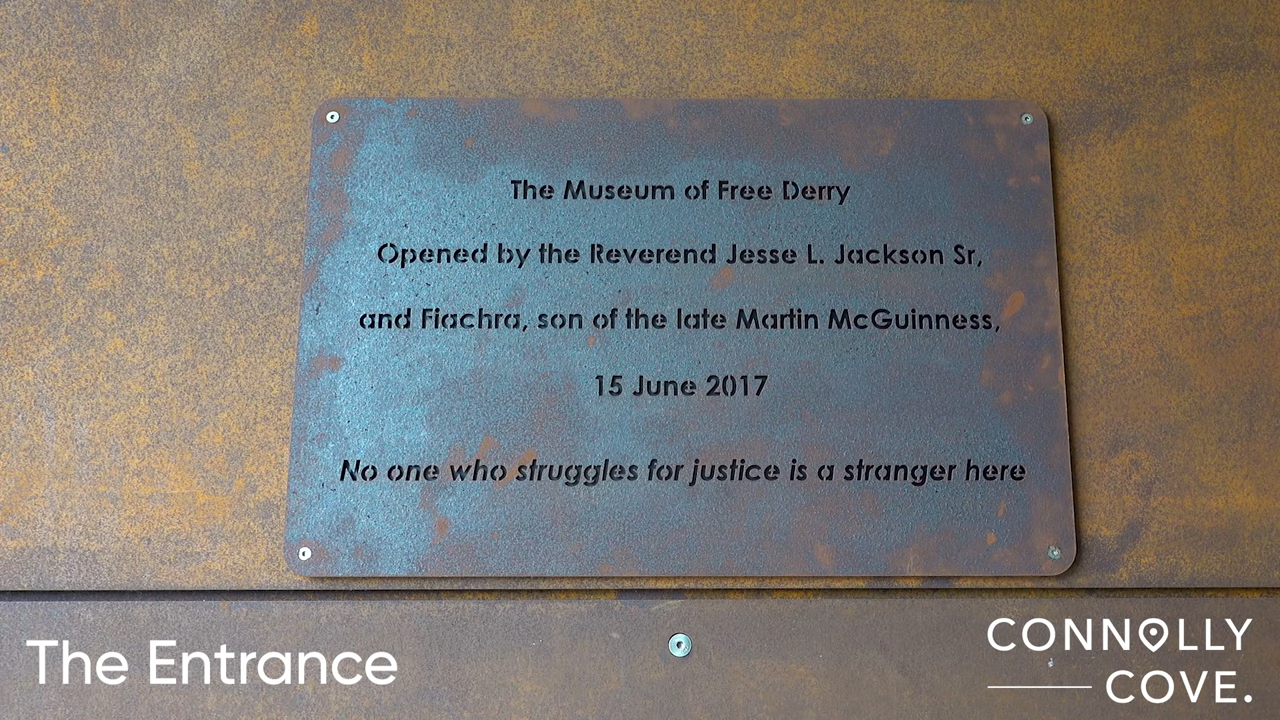 The Museum of Free Derry
Opened by the Reverend Jesse L. Jackson Sr,
and Fiachra, son of the late Martin McGuinness,
15 June 2017
No one who struggles for justice is a stranger here
The Entrance
CONNOLLY
COVE.